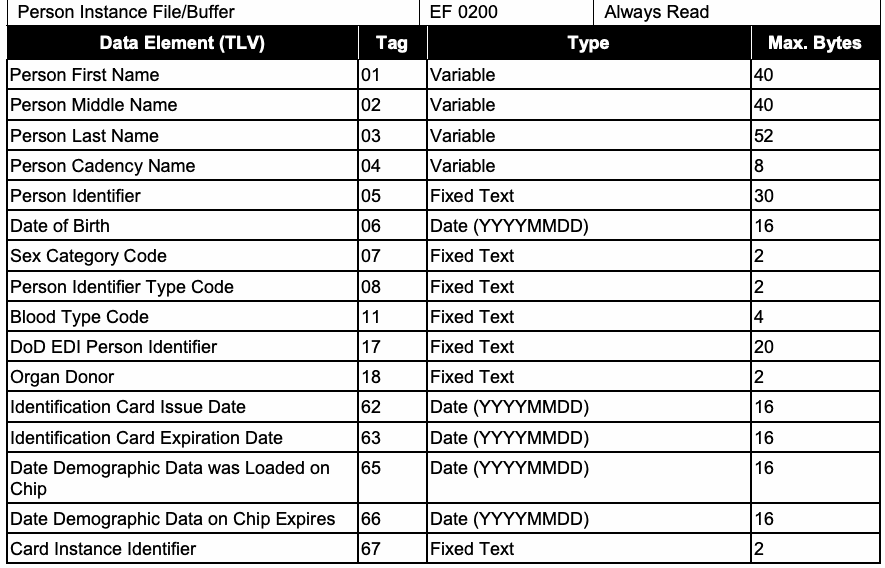 Person Instance File/Buffer EF 0200 Always Read
Data Element (TLV) Tag Type Max. Bytes
Person First Name 01 Variable 40
Person Middle Name 02 Variable 40
Person Last Name 03 Variable 52
Person Cadency Name 04 Variable 8
Person Identifier 05 Fixed Text 30
Date of Birth 06 Date (YYYYMMDD) 16
Sex Category Code 07 Fixed Text 2
Person Identifier Type Code 08 Fixed Text 2
Blood Type Code 11 Fixed Text 4
DoD EDI Person Identifier 17 Fixed Text 20
Organ Donor 18 Fixed Text 2
Identification Card Issue Date 62 Date (YYYYMMDD) 16
Identification Card Expiration Date 63 Date (YYYYMMDD) 16
Date Demographic Data was Loaded on 65 Date (YYYYMMDD) 16
Chip
Date Demographic Data on Chip Expires 66 Date (YYYYMMDD) 16
Card Instance Identifier 67 Fixed Text 2